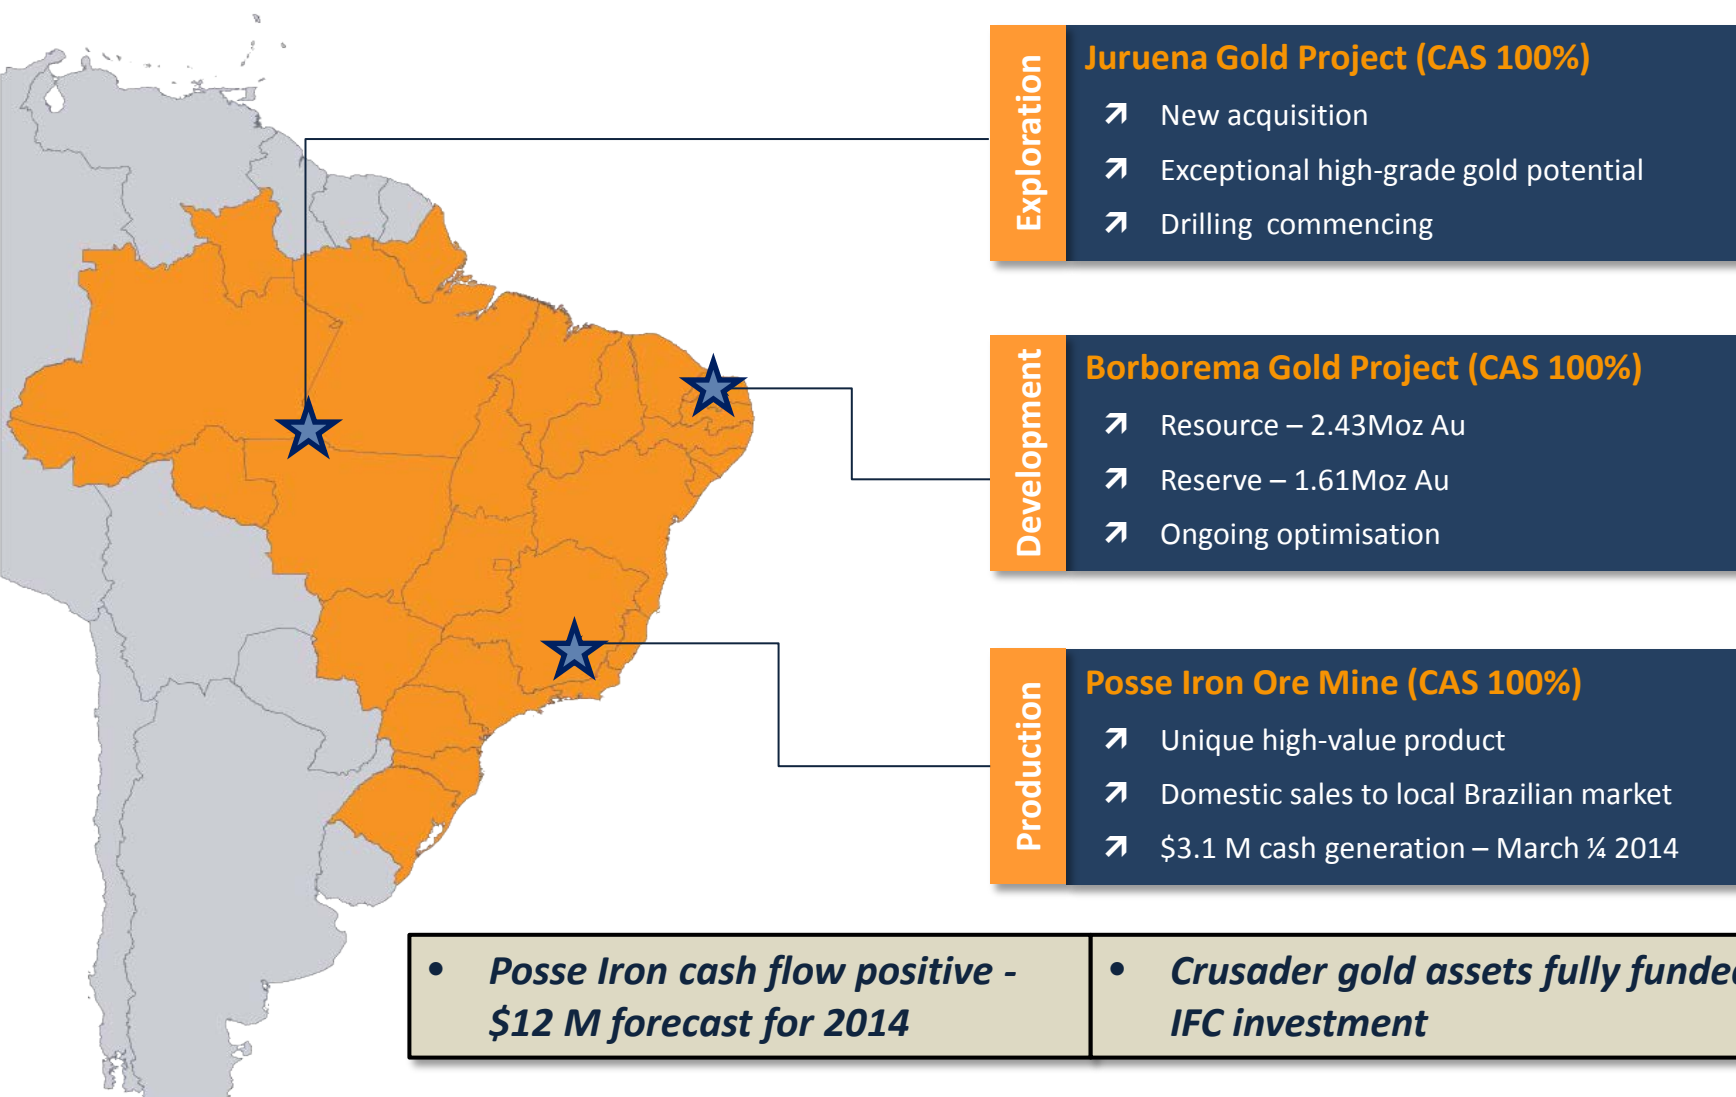 Exploration
Juruena Gold Project (CAS 100%)
New acquisition
Exceptional high-grade gold potential
Drilling commencing
Development
Borborema Gold Project (CAS 100%)
Resource – 2.43Moz Au
Reserve – 1.61Moz Au
Ongoing optimisation
Production
Posse Iron Ore Mine (CAS 100%)
Unique high-value product
Domestic sales to local Brazilian market
$3.1 M cash generation – March ¼ 2014
• Posse Iron cash flow positive -
$12 M forecast for 2014
• Crusader gold assets fully funded
IFC investment